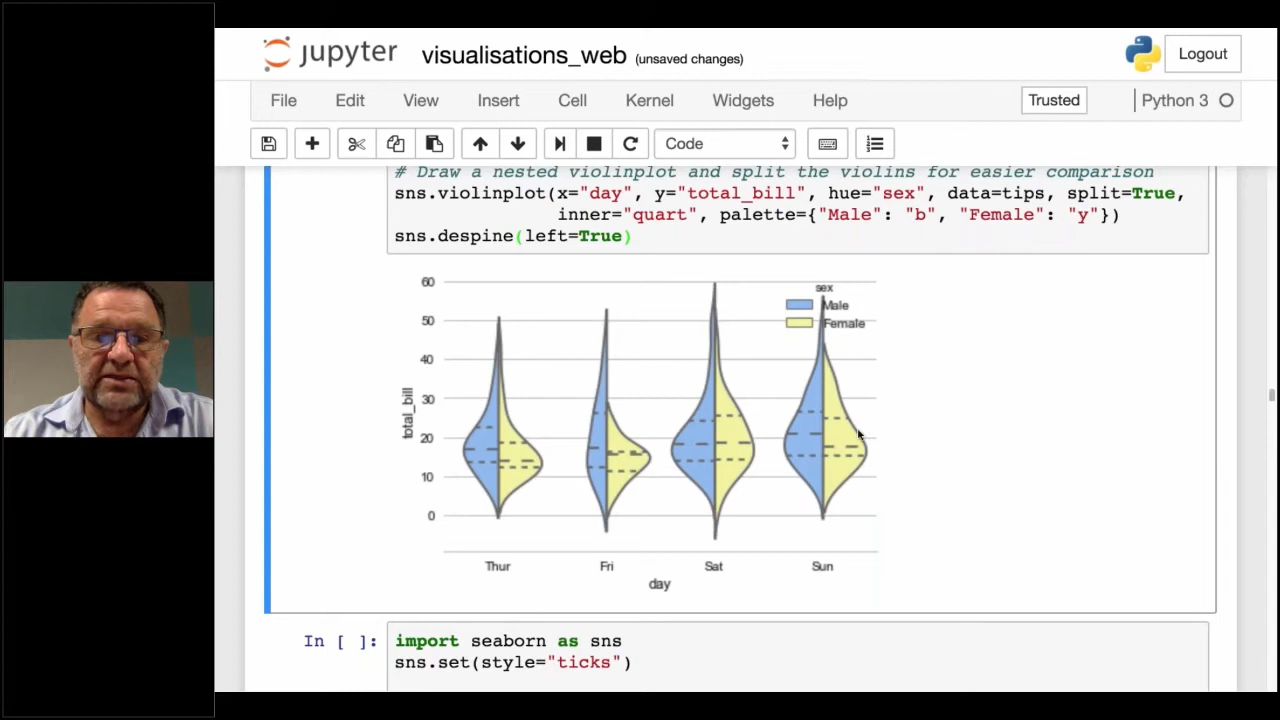 jupyter visualisations_web (unsaved changes) Logout
File Edit View Insert Cell Kernel Widgets Help Trusted Python 3
Code
# Draw a nested violinplot and split the violins for easier comparison
sns.violinplot(x="day", y="total_bill", hue="sex", data=tips, split=True,
inner="quart", palette={"Male": "b", "Female": "y"})
sns.despine(left=True)
sex
Male
Female
60
50
40
30
20
10
0
total_bill
Thur Fri Sat Sun
day
In [ ]: import seaborn as sns
sns.set(style="ticks")